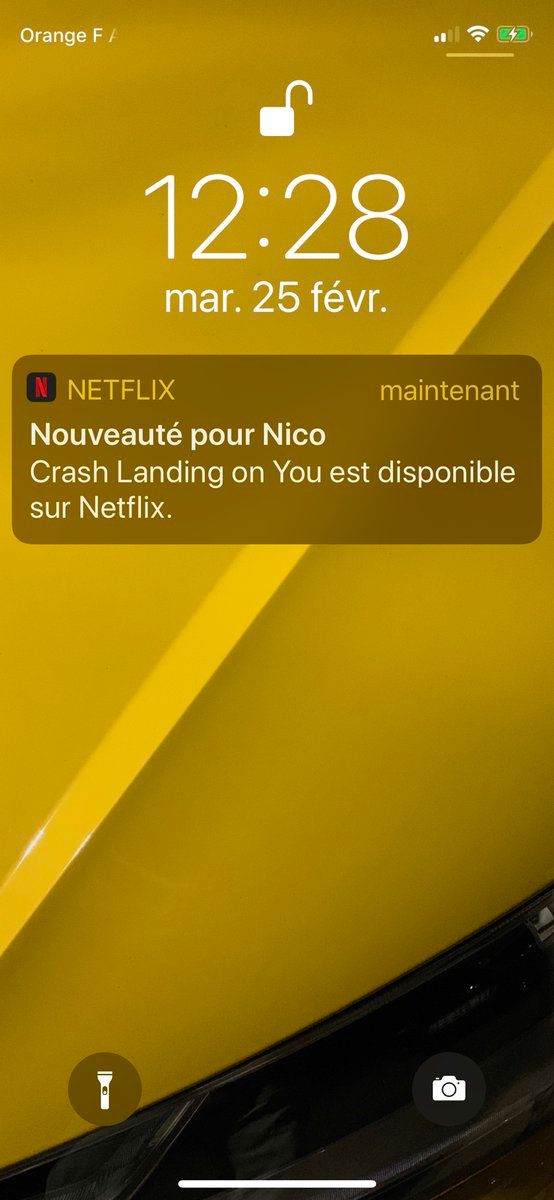 Orange F
12:28
mar. 25 févr.
N NETFLIX maintenant
Nouveauté pour Nico
Crash Landing on You est disponible
sur Netflix.